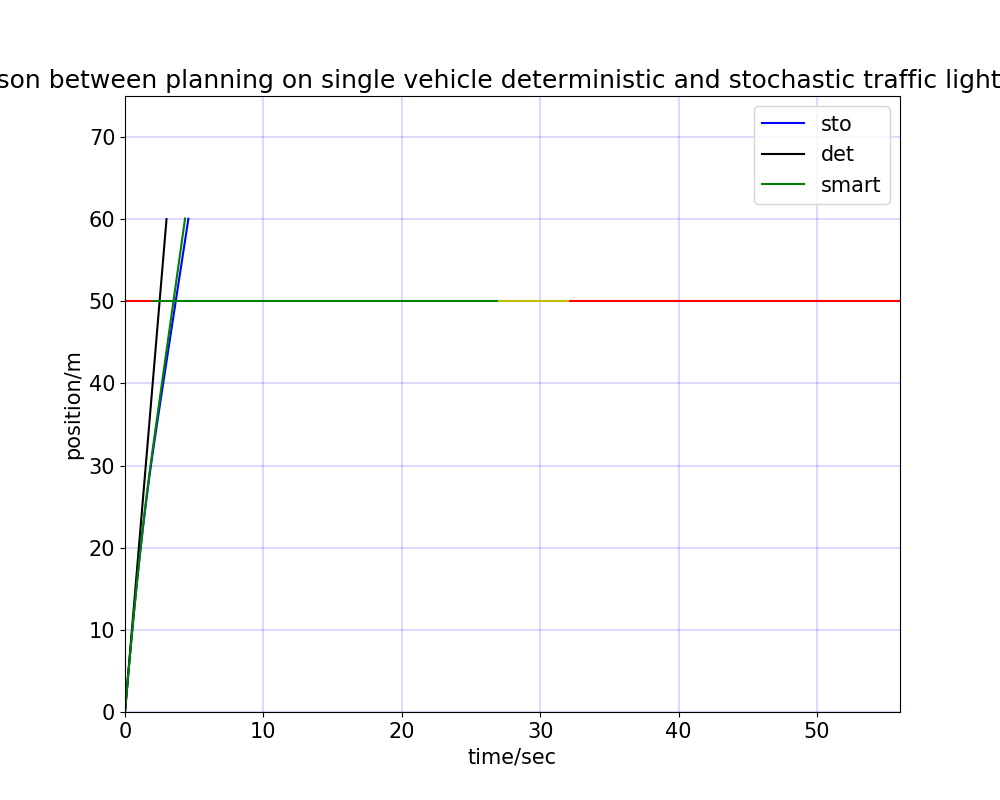 son between planning on single vehicle deterministic and stochastic traffic light
70
60
50
40
30
20
10
0
position/m
sto
det
smart
0 10 20 30 40 50
time/sec